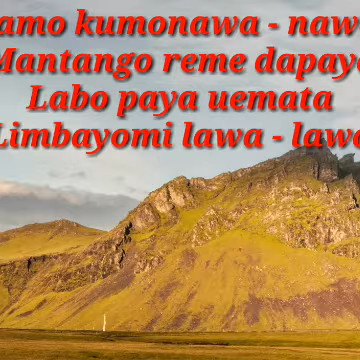 amo kumonawa - naw
Mantango reme dapay
Labo paya uemata
Limbayomi lawa - law